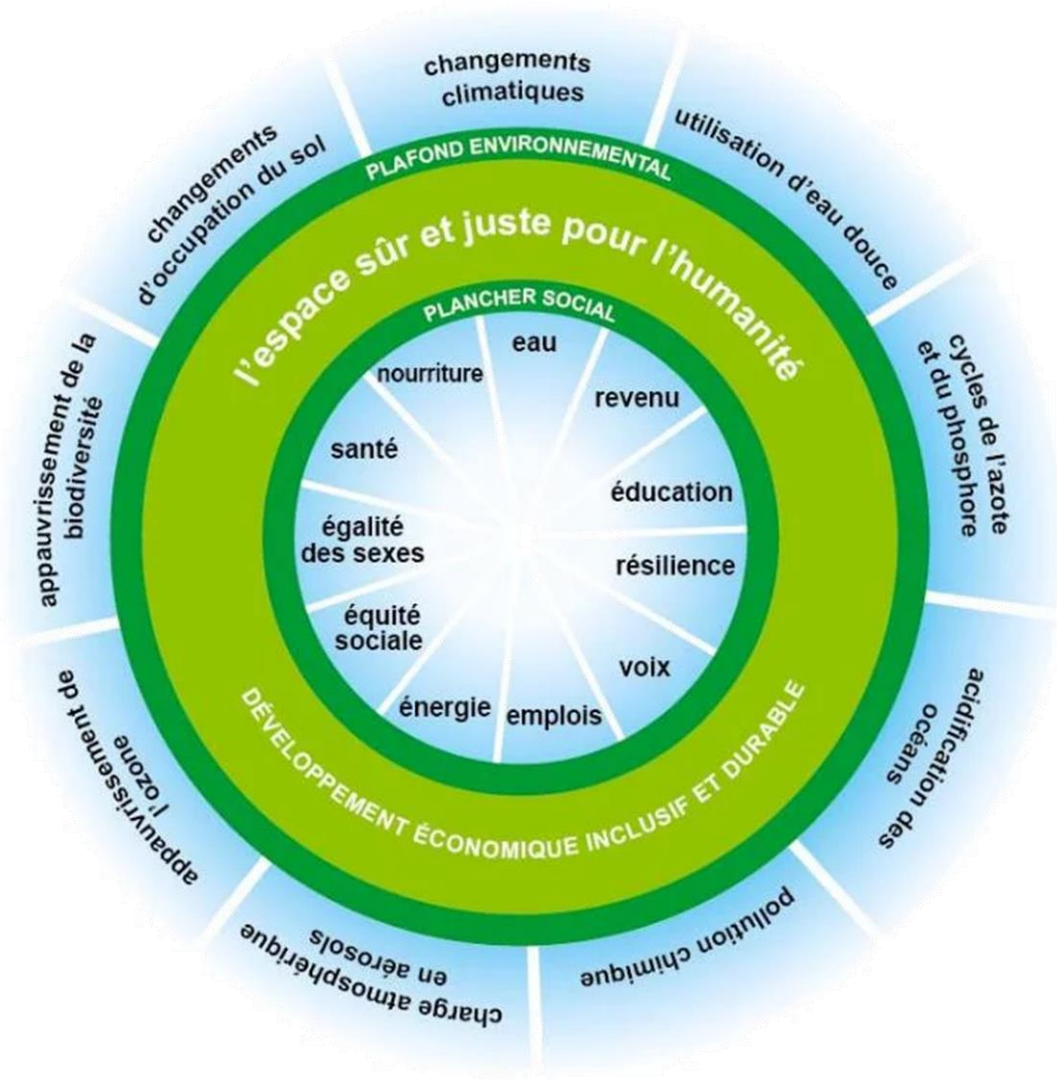 changements
climatiques
utilisation d'eau douce
cycles de l'azote
et du phosphore
acidification des
océans
pollution chimique
charge atmosphérique
en aérosols
appauvrissement de
l'ozone
appauvrissement de la
biodiversité
changements
d'occupation du sol
PLAFOND ENVIRONNEMENTAL
l'espace sûr et juste pour l'humanité
PLANCHER SOCIAL
eau
revenu
éducation
résilience
voix
emplois
énergie
équité
sociale
égalité
des sexes
santé
nourriture
DÉVELOPPEMENT ÉCONOMIQUE INCLUSIF ET DURABLE